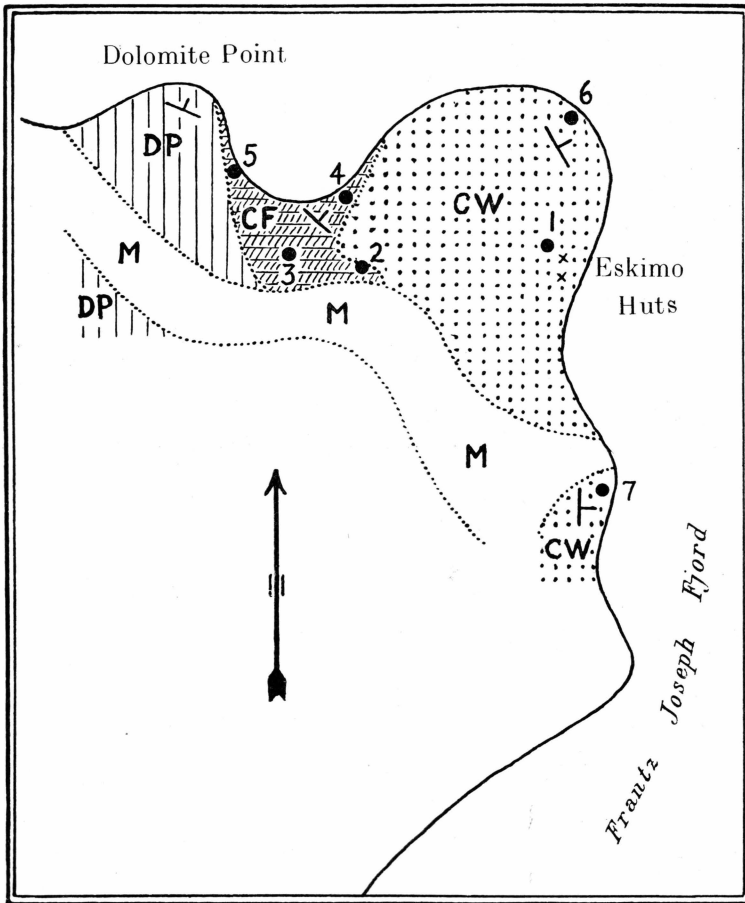 Dolomite Point
6
DP
5
4
CF
CW
1
M
2
3
Eskimo
Huts
DP
M
M
7
CW
Frantz Joseph Fjord